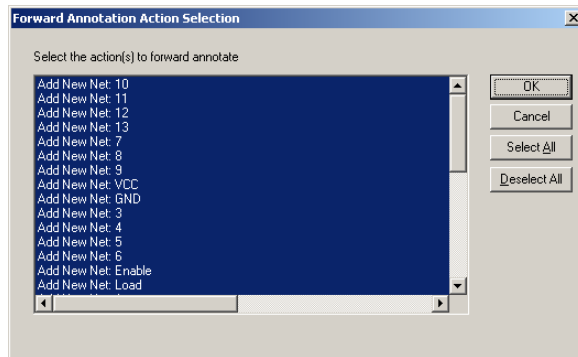 Forward Annotation Action Selection
Select the action(s) to forward annotate
Add New Net: 10
Add New Net: 11
Add New Net: 12
Add New Net: 13
Add New Net: 7
Add New Net: 8
Add New Net: 9
Add New Net: VCC
Add New Net: GND
Add New Net: 3
Add New Net: 4
Add New Net: 5
Add New Net: 6
Add New Net: Enable
Add New Net: Load
OK
Cancel
Select All
Deselect All